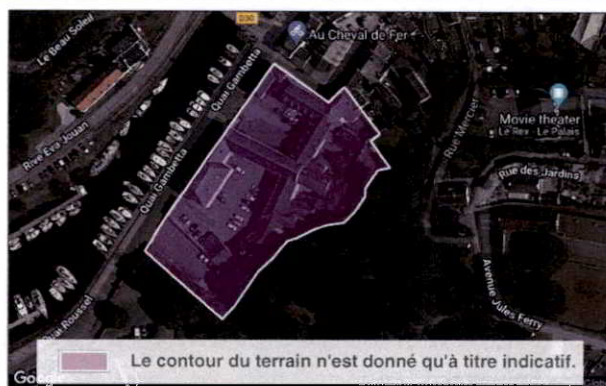 D30
Au Cheval de Fer
Le Beau Soleil
Quai Gambetta
Rive Eva Jouan
Quai Gambetta
Movie theater
Le Rex - Le Palais
Rue Mercier
Rue des Jardins
Quai Roussel
Avenue Jules Ferry
Le contour du terrain n'est donné qu'à titre indicatif.
Google